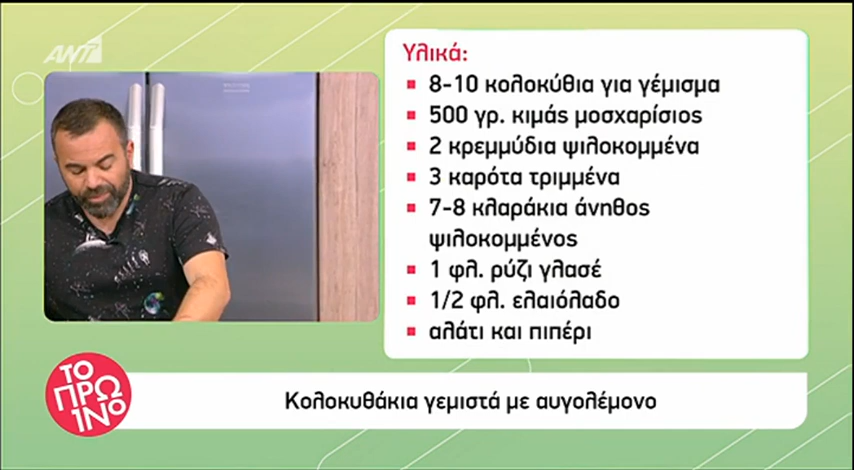 ANT1
Υλικά:
8-10 κολοκύθια για γέμισμα
500 γρ. κιμάς μοσχαρίσιος
2 κρεμμύδια ψιλοκομμένα
3 καρότα τριμμένα
7-8 κλαράκια άνηθος
ψιλοκομμένος
1 φλ. ρύζι γλασέ
1/2 φλ. ελαιόλαδο
αλάτι και πιπέρι
ΤΟ
ΠΡΩ
ΙΝΟ
Κολοκυθάκια γεμιστά με αυγολέμονο